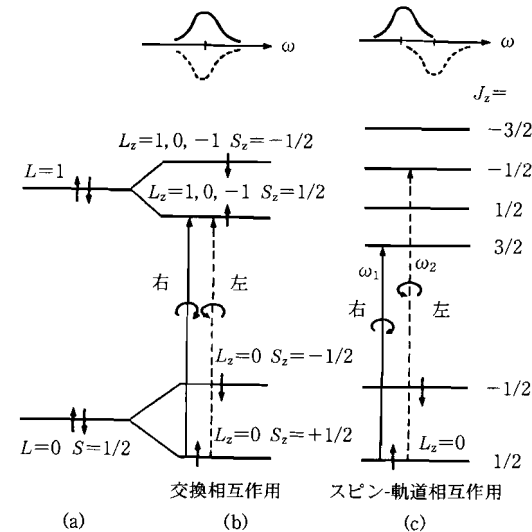 ω
ω
J_z=
−3/2
L_z=1, 0, −1 S_z=−1/2
L=1
−1/2
L_z=1, 0, −1 S_z=1/2
1/2
3/2
右
左
ω₁
ω₂
右
左
L_z=0 S_z=−1/2
−1/2
L_z=0 S_z=+1/2
L=0 S=1/2
L_z=0
1/2
交換相互作用
スピン-軌道相互作用
(a)
(b)
(c)